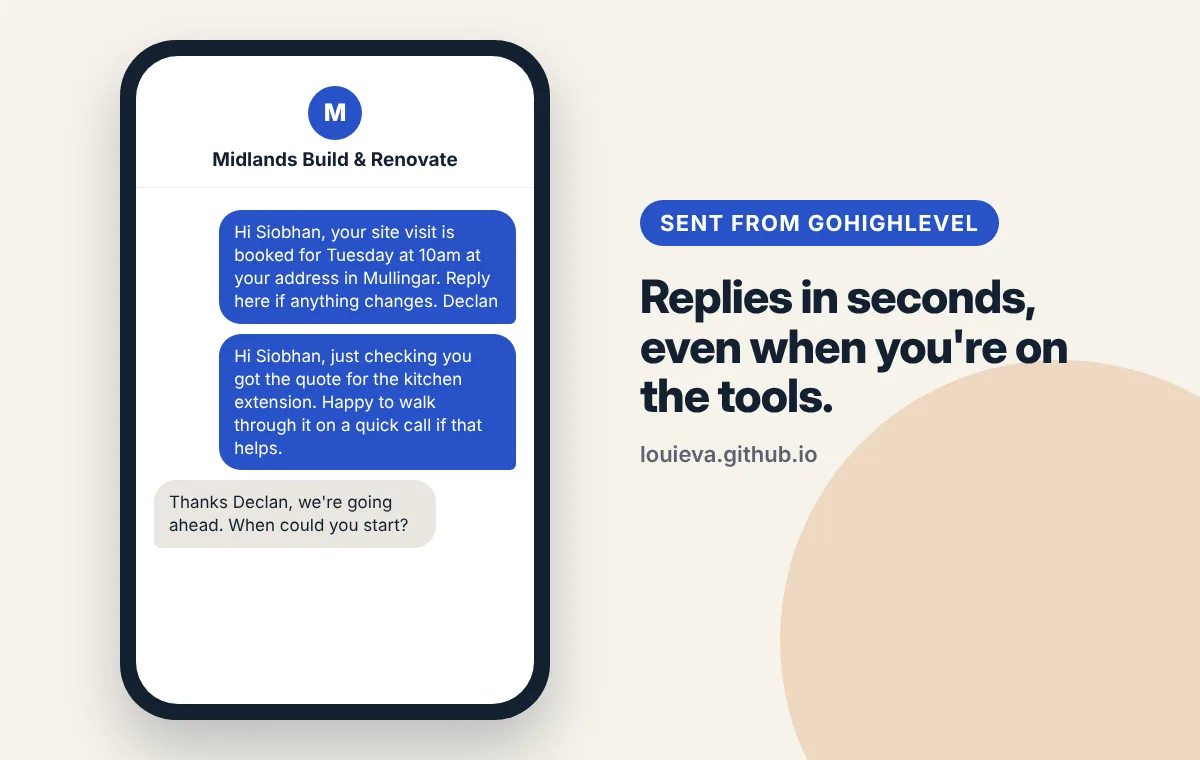 M
Midlands Build & Renovate
Hi Siobhan, your site visit is
booked for Tuesday at 10am at
your address in Mullingar. Reply
here if anything changes. Declan
Hi Siobhan, just checking you
got the quote for the kitchen
extension. Happy to walk
through it on a quick call if that
helps.
Thanks Declan, we're going
ahead. When could you start?
SENT FROM GOHIGHLEVEL
Replies in seconds,
even when you're on
the tools.
louieva.github.io